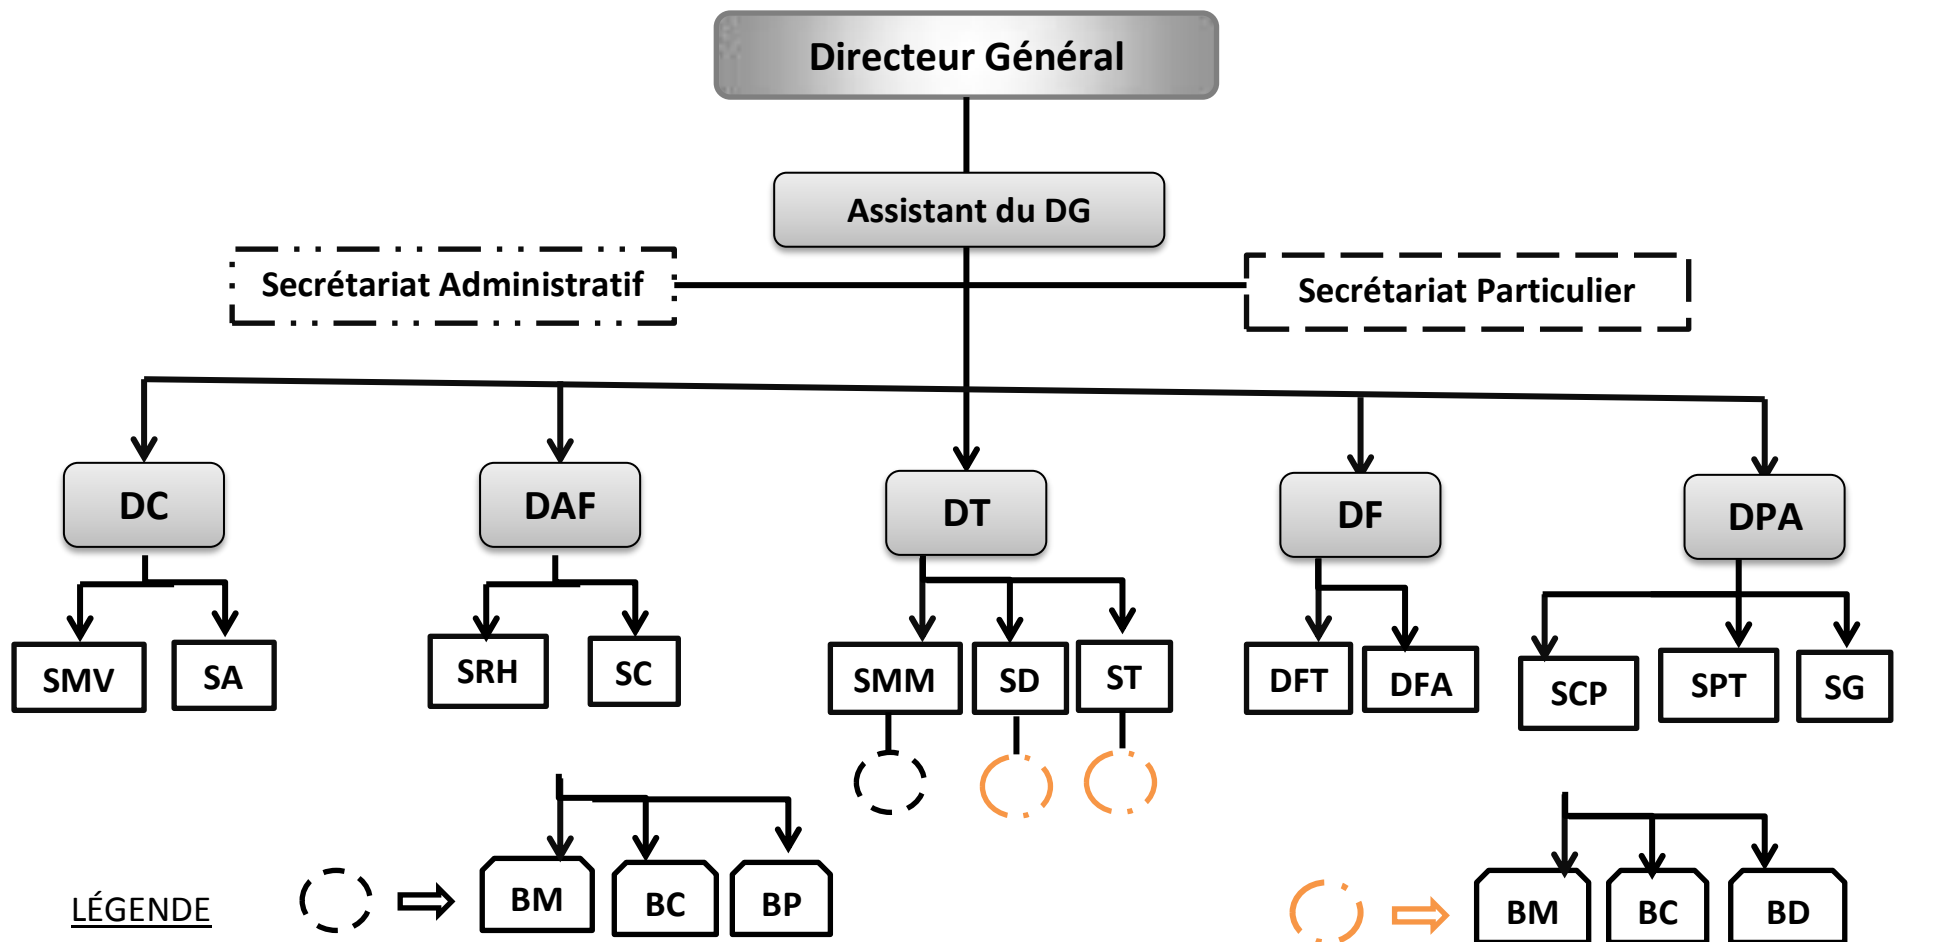 Directeur Général
Assistant du DG
Secrétariat Administratif
Secrétariat Particulier
DC
DAF
DT
DF
DPA
SMV
SA
SRH
SC
SMM
SD
ST
DFT
DFA
SCP
SPT
SG
LÉGENDE
BM
BC
BP
BM
BC
BD